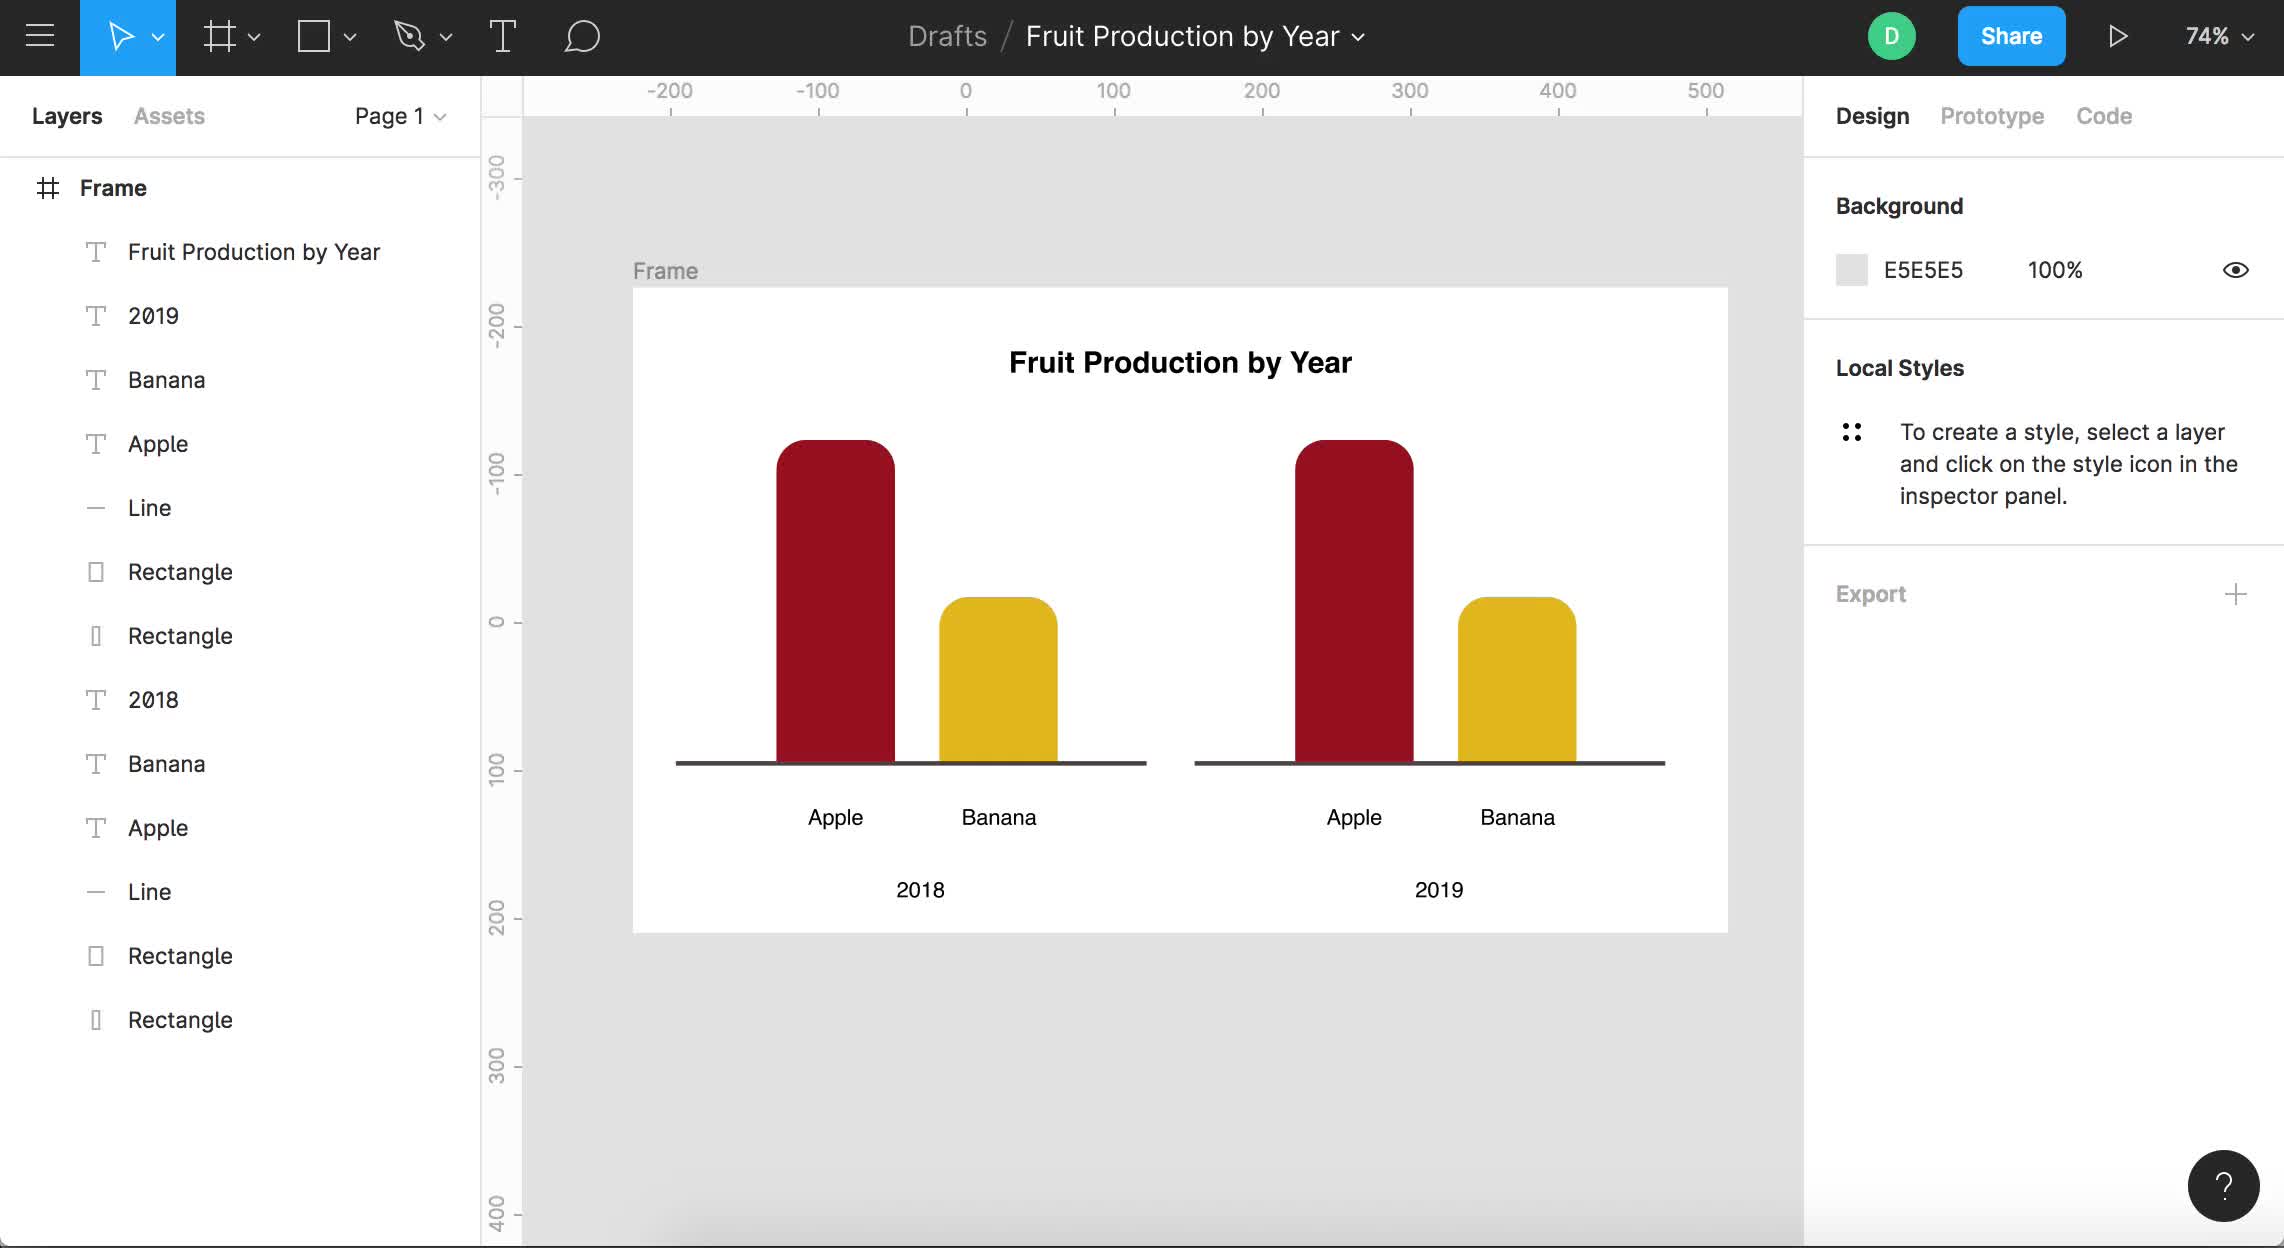 Drafts / Fruit Production by Year
D
Share
74%
Layers
Assets
Page 1
Frame
Fruit Production by Year
2019
Banana
Apple
Line
Rectangle
Rectangle
2018
Banana
Apple
Line
Rectangle
Rectangle
-200 -100 0 100 200 300 400 500
-300
-200
-100
0
100
200
300
400
Frame
Fruit Production by Year
Apple Banana Apple Banana
2018 2019
Design
Prototype
Code
Background
E5E5E5 100%
Local Styles
To create a style, select a layer
and click on the style icon in the
inspector panel.
Export
?